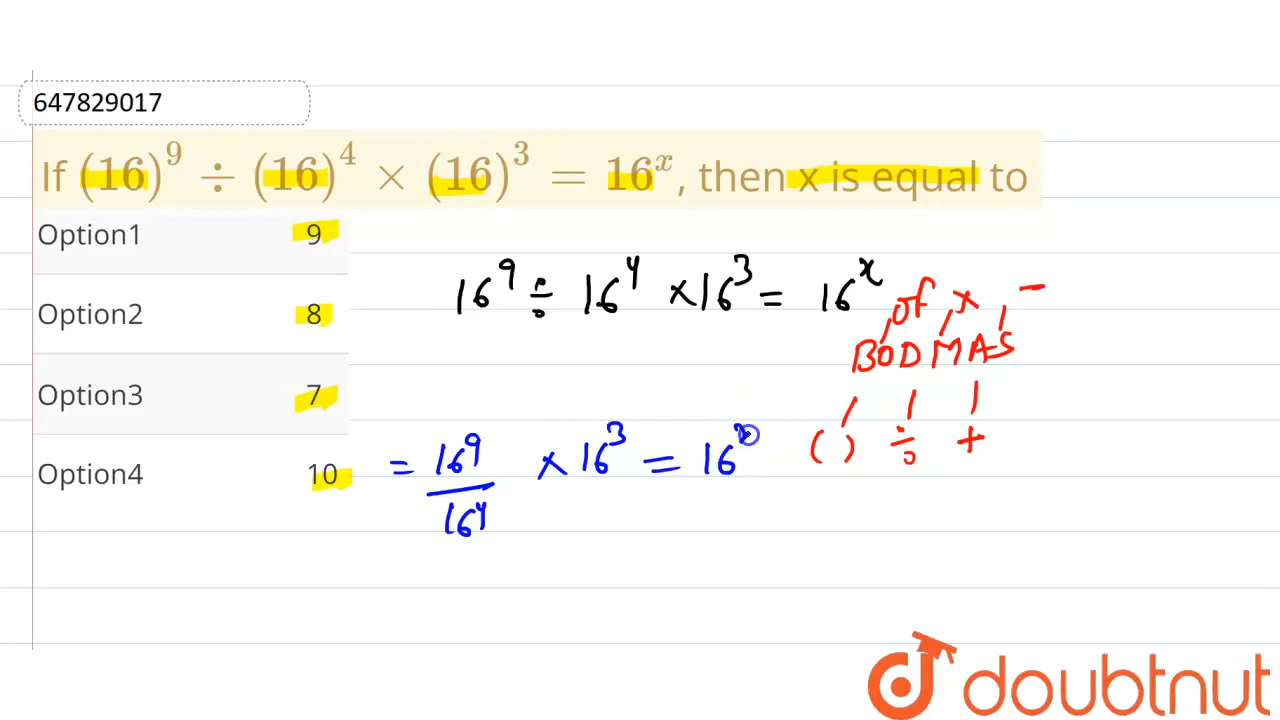 647829017
If (16)^9 ÷ (16)^4 × (16)^3 = 16^x, then x is equal to
Option1 9
Option2 8
Option3 7
Option4 10
16^9 ÷ 16^4 × 16^3 = 16^x
of × −
BODMAS
( ) ÷ +
= 16^9/16^4 × 16^3 = 16^x
doubtnut